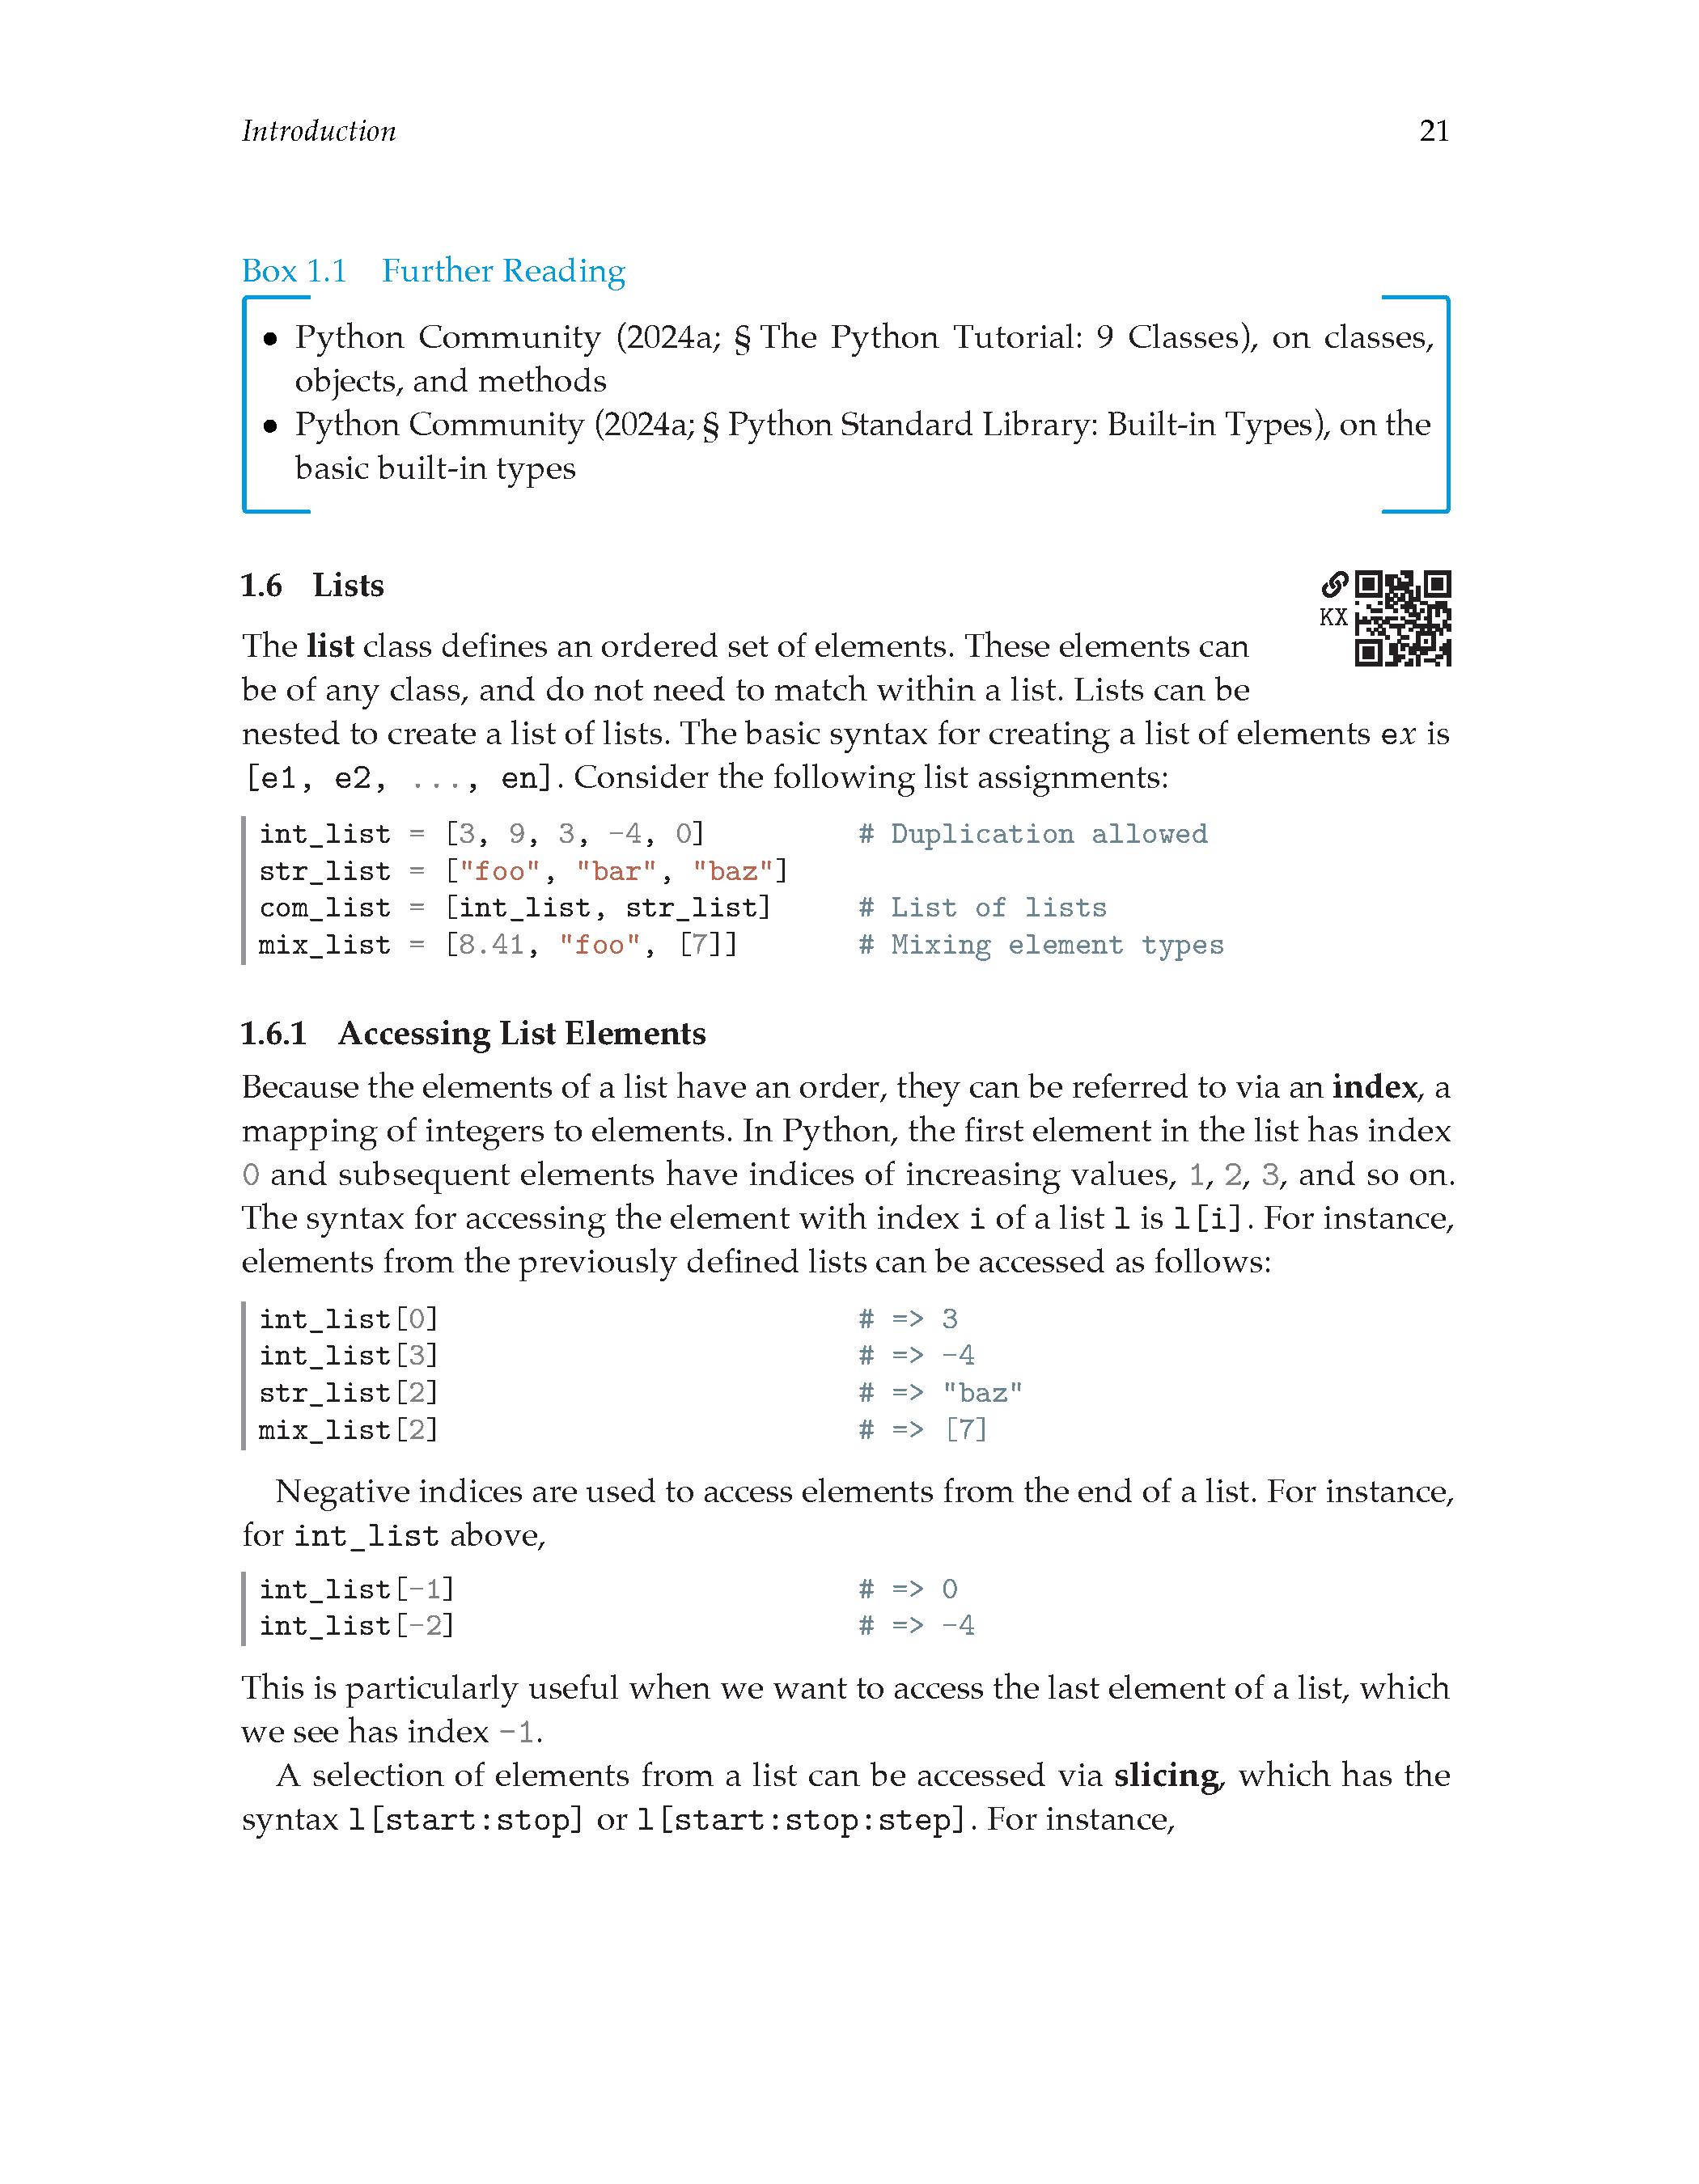 Introduction 21
Box 1.1 Further Reading
• Python Community (2024a; § The Python Tutorial: 9 Classes), on classes,
objects, and methods
• Python Community (2024a; § Python Standard Library: Built-in Types), on the
basic built-in types
1.6 Lists
KX
The list class defines an ordered set of elements. These elements can
be of any class, and do not need to match within a list. Lists can be
nested to create a list of lists. The basic syntax for creating a list of elements ex is
[e1, e2, ..., en]. Consider the following list assignments:
int_list = [3, 9, 3, -4, 0] # Duplication allowed
str_list = ["foo", "bar", "baz"]
com_list = [int_list, str_list] # List of lists
mix_list = [8.41, "foo", [7]] # Mixing element types
1.6.1 Accessing List Elements
Because the elements of a list have an order, they can be referred to via an index, a
mapping of integers to elements. In Python, the first element in the list has index
0 and subsequent elements have indices of increasing values, 1, 2, 3, and so on.
The syntax for accessing the element with index i of a list l is l[i]. For instance,
elements from the previously defined lists can be accessed as follows:
int_list[0] # => 3
int_list[3] # => -4
str_list[2] # => "baz"
mix_list[2] # => [7]
Negative indices are used to access elements from the end of a list. For instance,
for int_list above,
int_list[-1] # => 0
int_list[-2] # => -4
This is particularly useful when we want to access the last element of a list, which
we see has index -1.
A selection of elements from a list can be accessed via slicing, which has the
syntax l[start:stop] or l[start:stop:step]. For instance,